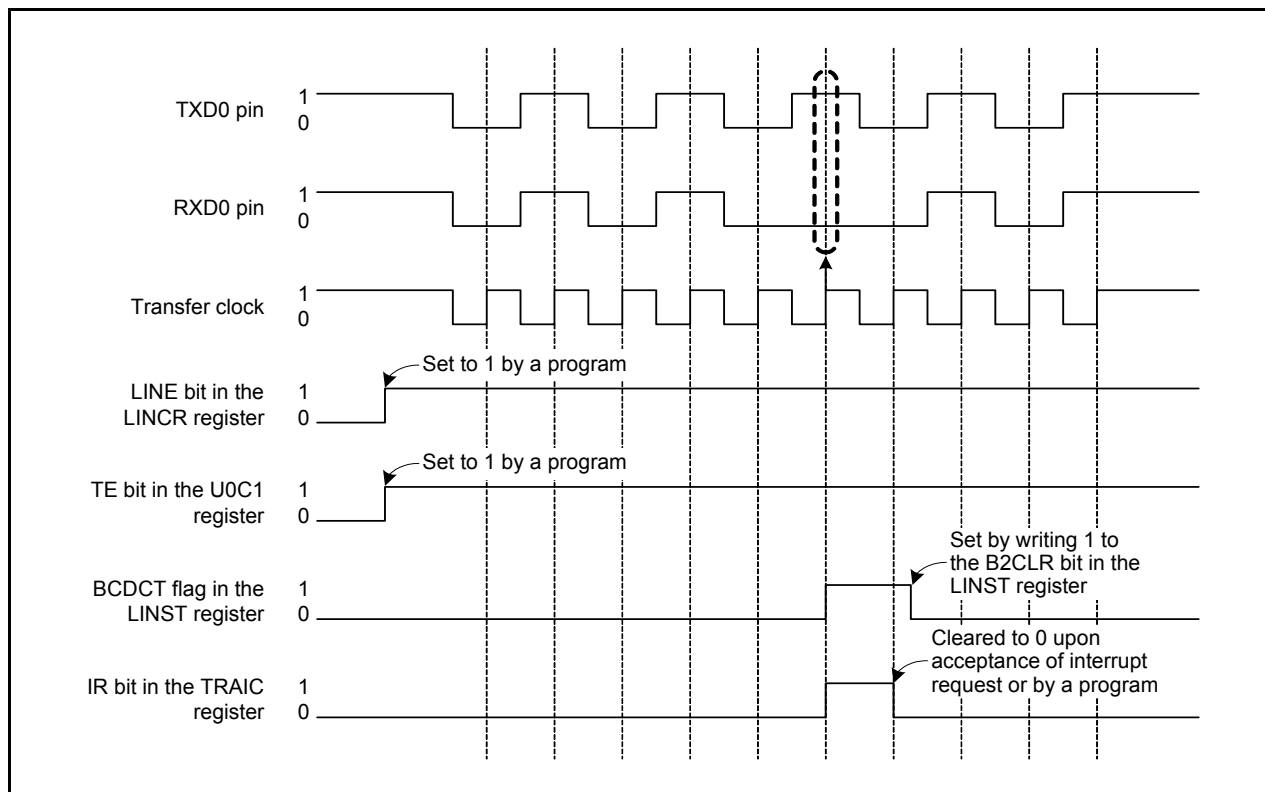 TXD0 pin
1
0
RXD0 pin
1
0
Transfer clock
1
0
Set to 1 by a program
LINE bit in the
LINCR register
1
0
Set to 1 by a program
TE bit in the U0C1
register
1
0
Set by writing 1 to
the B2CLR bit in the
LINST register
BCDCT flag in the
LINST register
1
0
Cleared to 0 upon
acceptance of interrupt
request or by a program
IR bit in the TRAIC
register
1
0